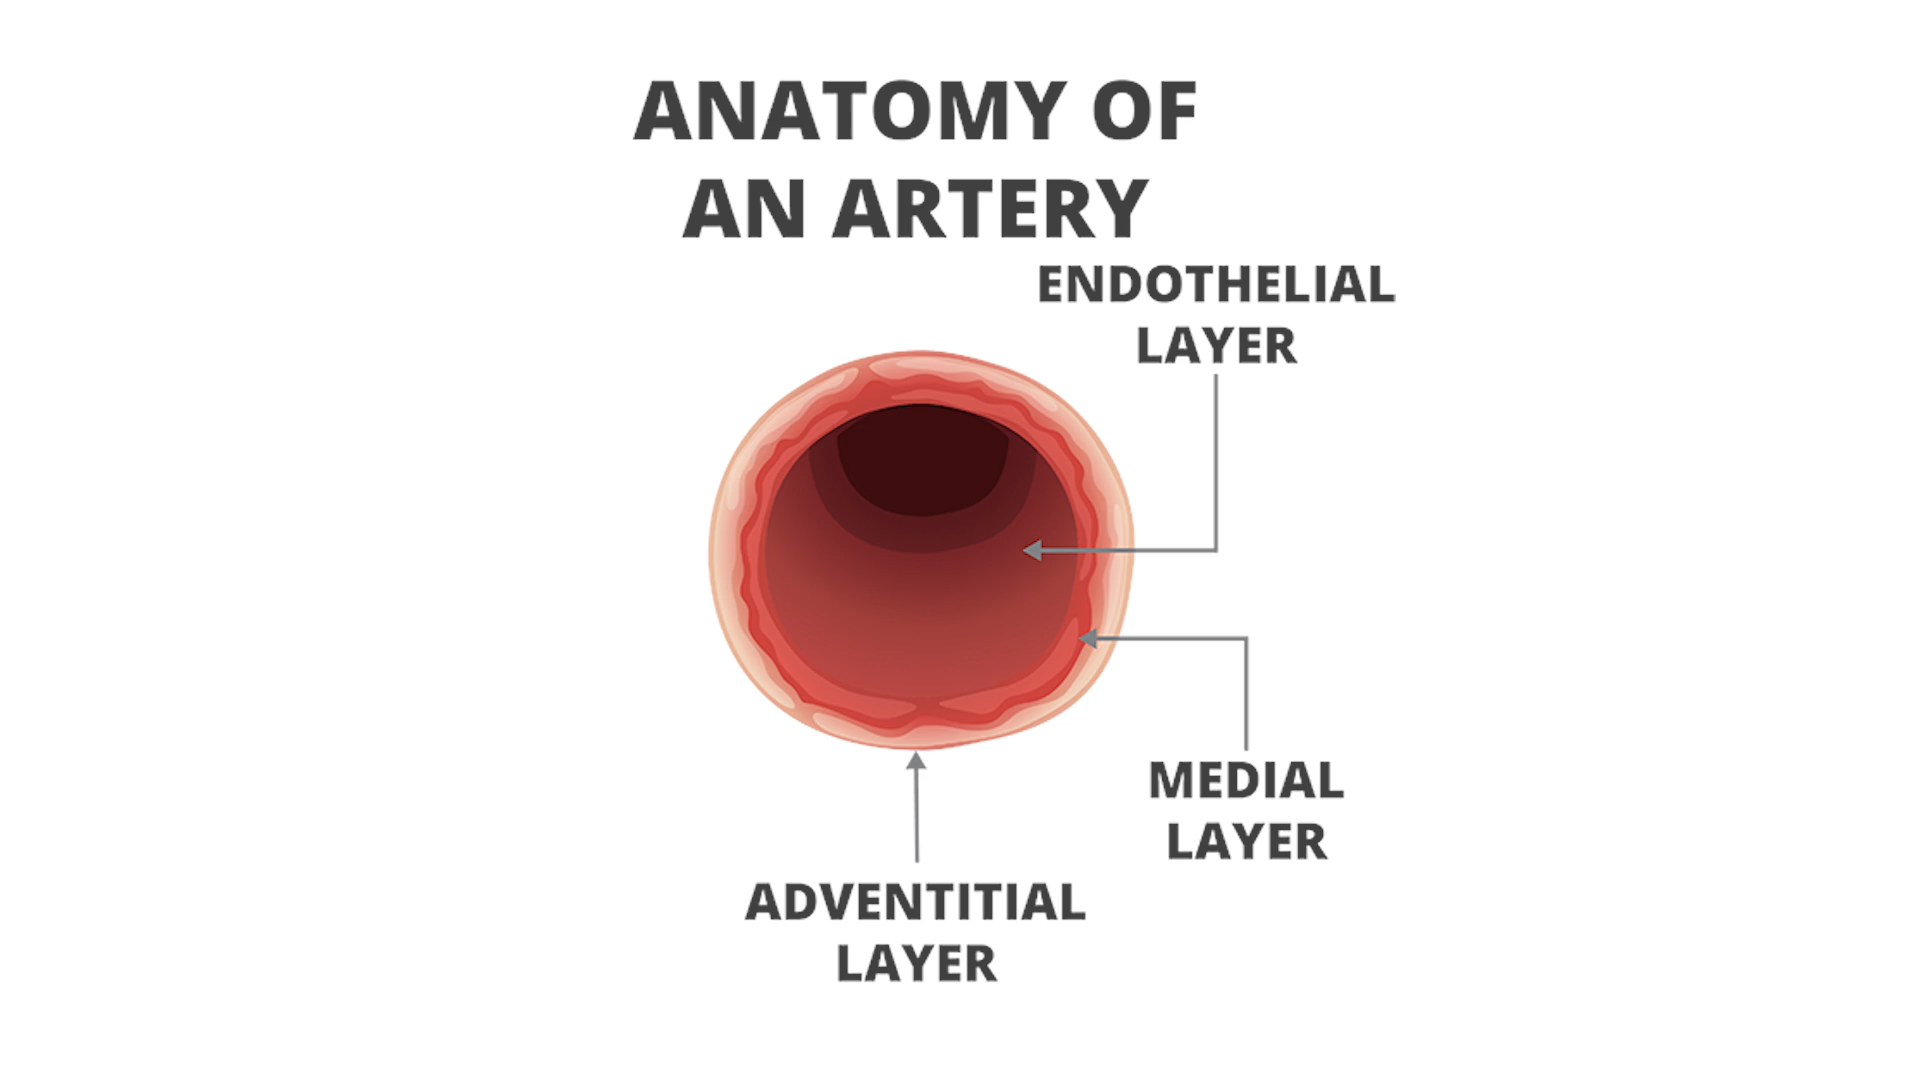 ANATOMY OF
AN ARTERY
ENDOTHELIAL
LAYER
MEDIAL
LAYER
ADVENTITIAL
LAYER